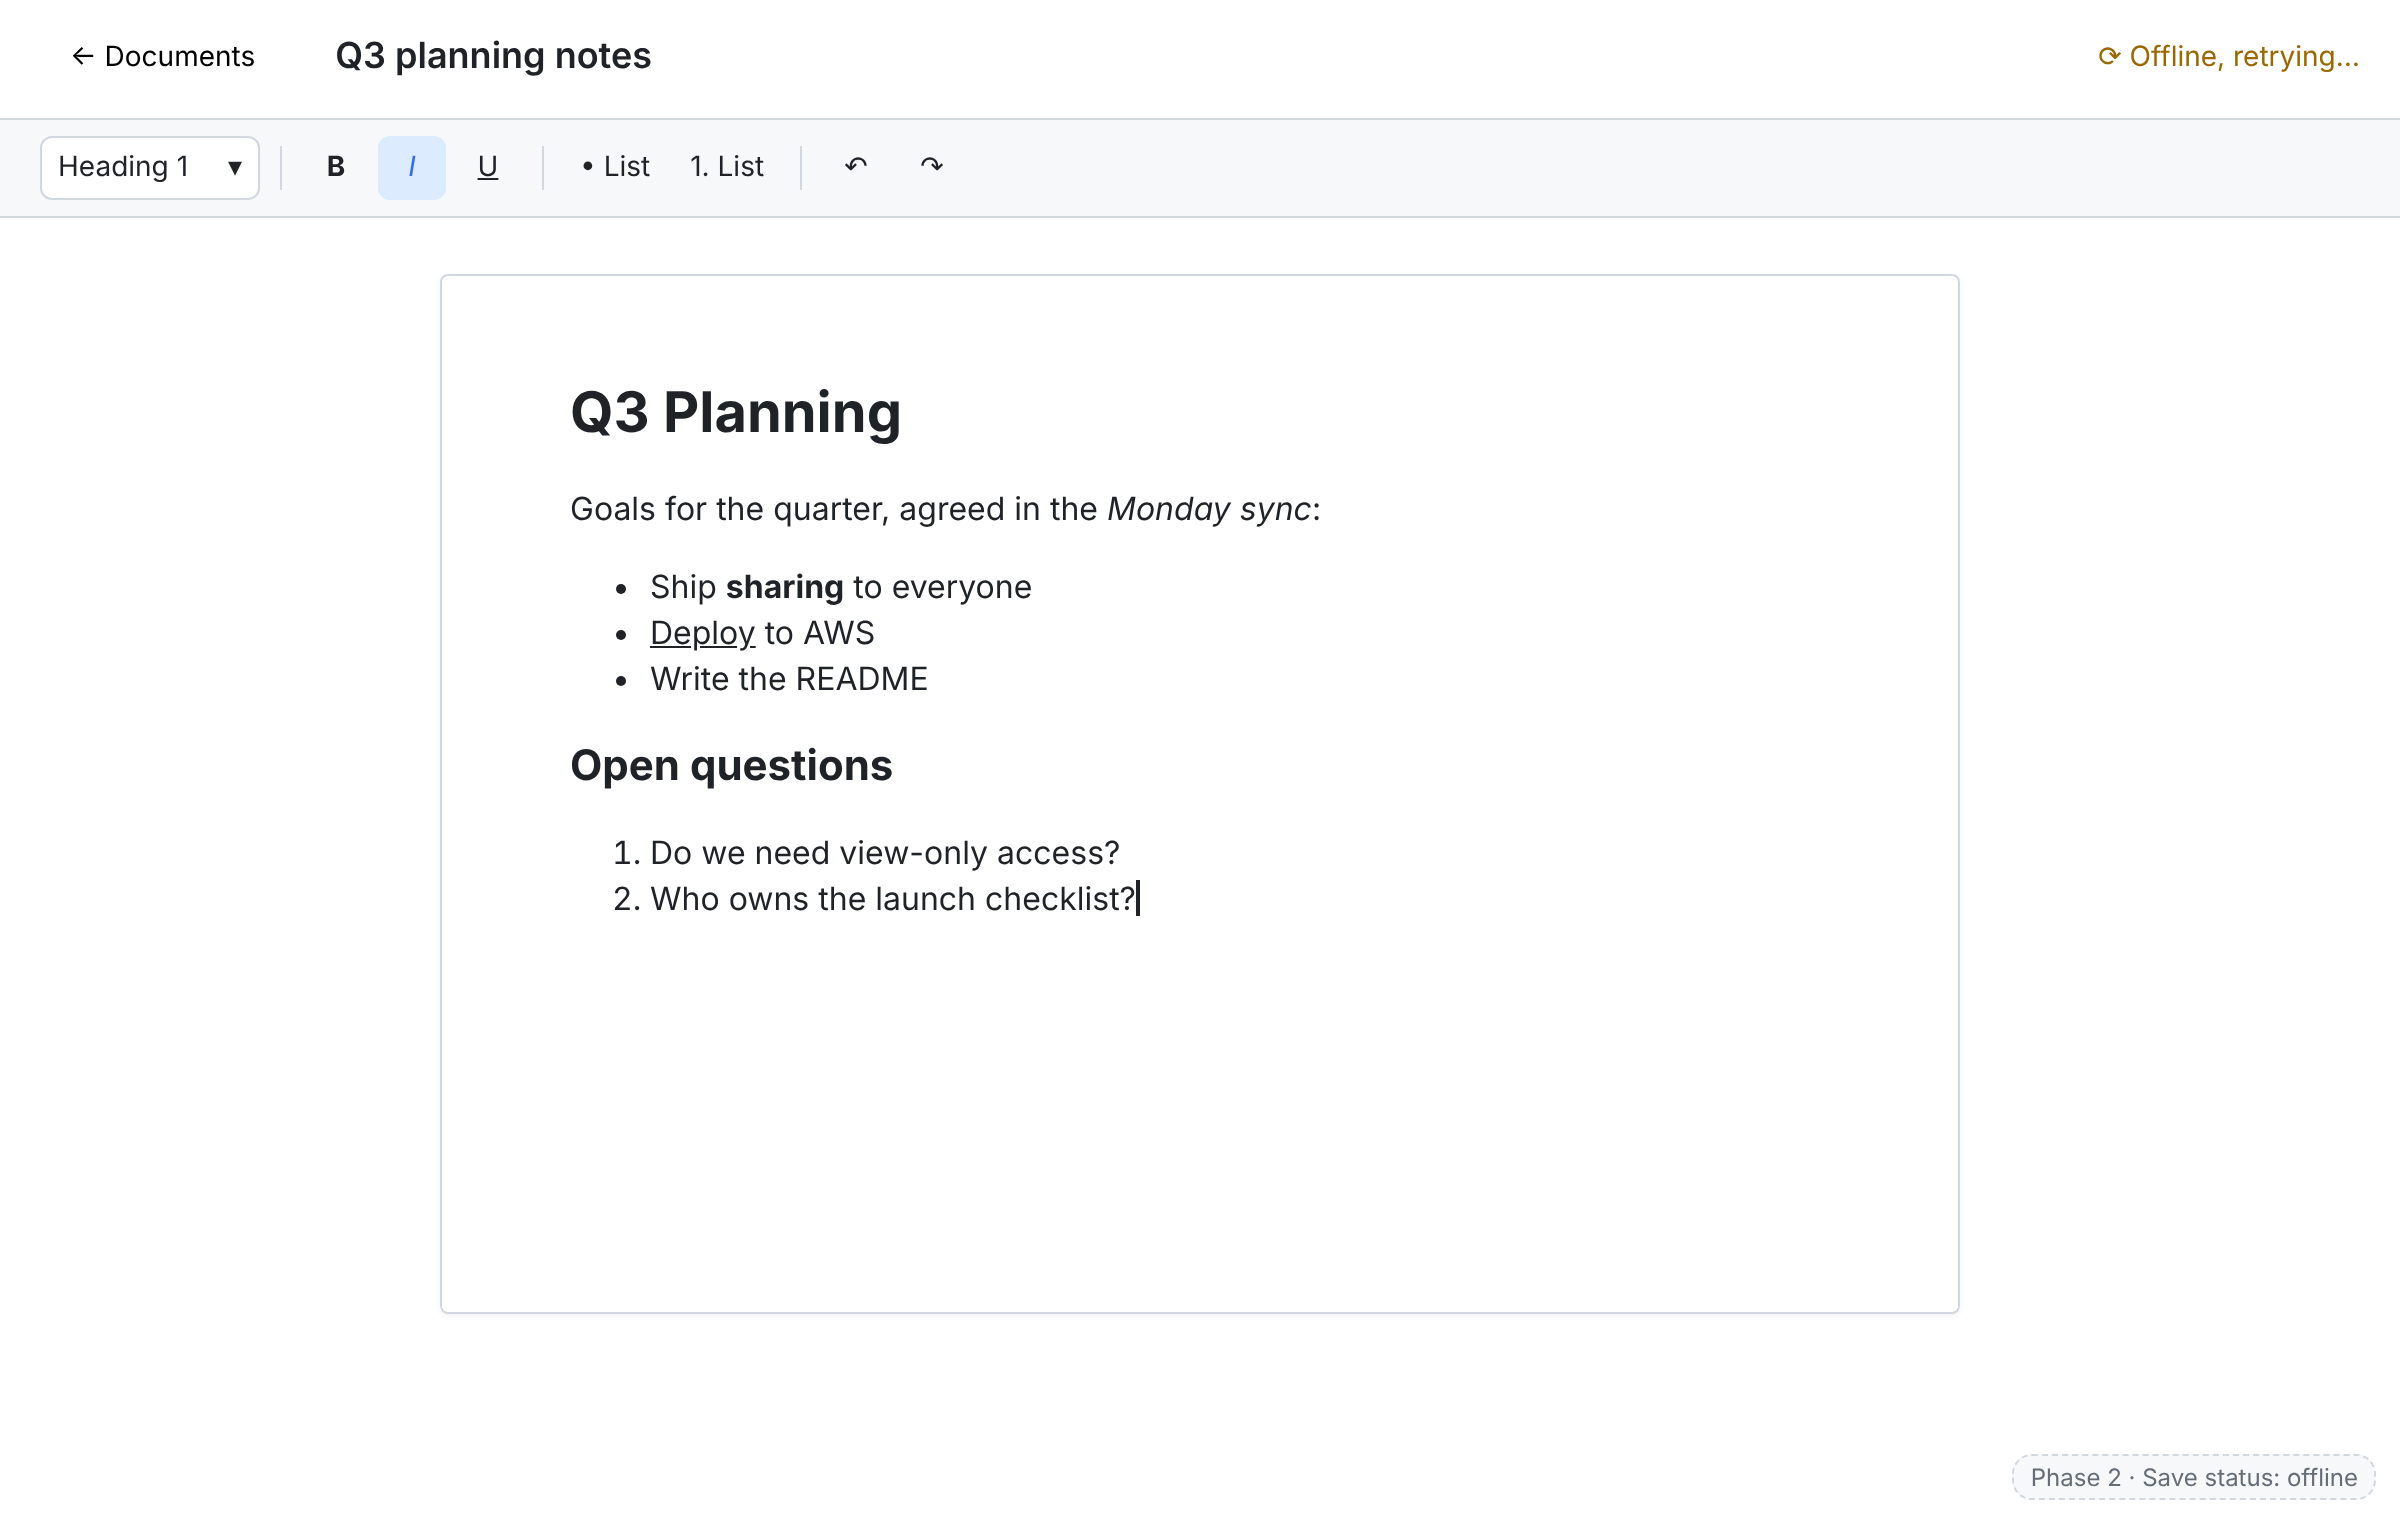 ← Documents Q3 planning notes ⟳ Offline, retrying...
Heading 1 ▾ B I U • List 1. List ↶ ↷
Q3 Planning
Goals for the quarter, agreed in the Monday sync:
• Ship sharing to everyone
• Deploy to AWS
• Write the README
Open questions
1. Do we need view-only access?
2. Who owns the launch checklist?
Phase 2 · Save status: offline